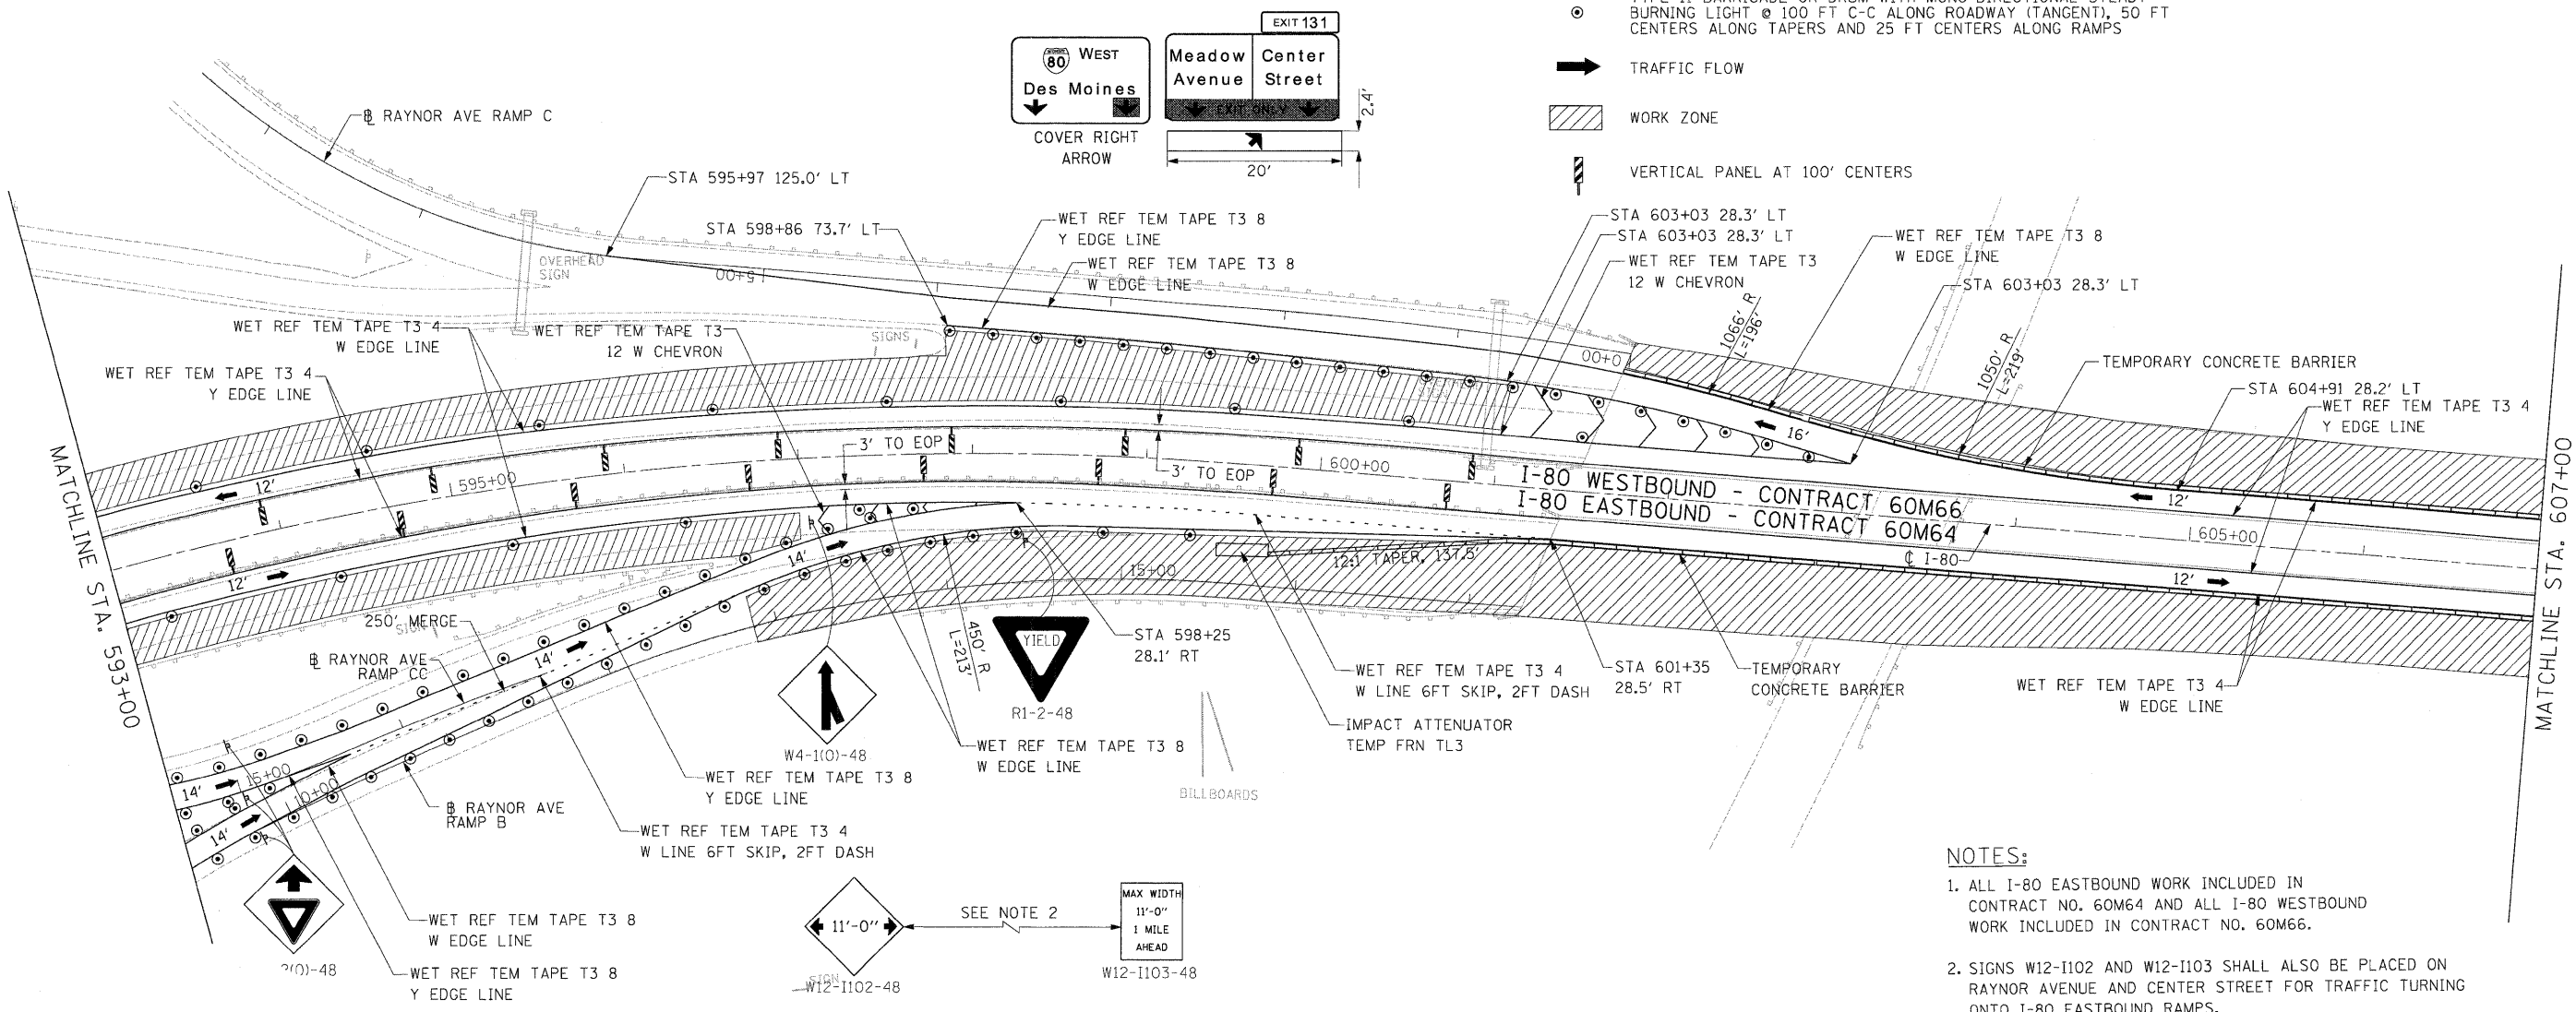 EXIT 131
80 WEST
Des Moines
Meadow Avenue
Center Street
EXIT ONLY
COVER RIGHT
ARROW
20'
2.4'
BURNING LIGHT @ 100 FT C-C ALONG ROADWAY (TANGENT), 50 FT
CENTERS ALONG TAPERS AND 25 FT CENTERS ALONG RAMPS
TRAFFIC FLOW
WORK ZONE
VERTICAL PANEL AT 100' CENTERS
RAYNOR AVE RAMP C
STA 595+97 125.0' LT
STA 598+86 73.7' LT
WET REF TEM TAPE T3 8
Y EDGE LINE
WET REF TEM TAPE T3 8
W EDGE LINE
STA 603+03 28.3' LT
STA 603+03 28.3' LT
WET REF TEM TAPE T3
12 W CHEVRON
WET REF TEM TAPE T3 8
W EDGE LINE
STA 603+03 28.3' LT
OVERHEAD
SIGN
15+00
SIGNS
WET REF TEM TAPE T3 4
W EDGE LINE
WET REF TEM TAPE T3
12 W CHEVRON
WET REF TEM TAPE T3 4
Y EDGE LINE
0+00
1066' R
L=196'
1050' R
L=219'
TEMPORARY CONCRETE BARRIER
STA 604+91 28.2' LT
WET REF TEM TAPE T3 4
Y EDGE LINE
MATCHLINE STA. 593+00
MATCHLINE STA. 607+00
12'
595+00
3' TO EOP
3' TO EOP
600+00
16'
I-80 WESTBOUND - CONTRACT 60M66
I-80 EASTBOUND - CONTRACT 60M64
12'
605+00
℄ I-80
12'
12'
14'
12:1 TAPER, 137.5'
15+00
250' MERGE
SIGN
14'
RAYNOR AVE
RAMP CC
450' R
L=213'
YIELD
R1-2-48
STA 598+25
28.1' RT
WET REF TEM TAPE T3 4
W LINE 6FT SKIP, 2FT DASH
STA 601+35
28.5' RT
TEMPORARY
CONCRETE BARRIER
WET REF TEM TAPE T3 4
W EDGE LINE
IMPACT ATTENUATOR
TEMP FRN TL3
W4-1(O)-48
WET REF TEM TAPE T3 8
W EDGE LINE
WET REF TEM TAPE T3 8
Y EDGE LINE
BILLBOARDS
14'
15+00
10+00
14'
RAYNOR AVE
RAMP B
WET REF TEM TAPE T3 4
W LINE 6FT SKIP, 2FT DASH
WET REF TEM TAPE T3 8
W EDGE LINE
WET REF TEM TAPE T3 8
Y EDGE LINE
2(O)-48
11'-0"
SIGN
W12-I102-48
SEE NOTE 2
MAX WIDTH
11'-0"
1 MILE
AHEAD
W12-I103-48
NOTES:
1. ALL I-80 EASTBOUND WORK INCLUDED IN
CONTRACT NO. 60M64 AND ALL I-80 WESTBOUND
WORK INCLUDED IN CONTRACT NO. 60M66.
2. SIGNS W12-I102 AND W12-I103 SHALL ALSO BE PLACED ON
RAYNOR AVENUE AND CENTER STREET FOR TRAFFIC TURNING
ONTO I-80 EASTBOUND RAMPS.